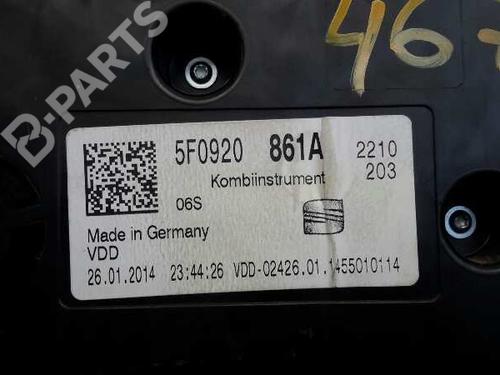 B-PARTS
46
5F0920 861A 2210
Kombiinstrument 203
06S
Made in Germany
VDD
26.01.2014 23:44:26 VDD-02426.01.1455010114